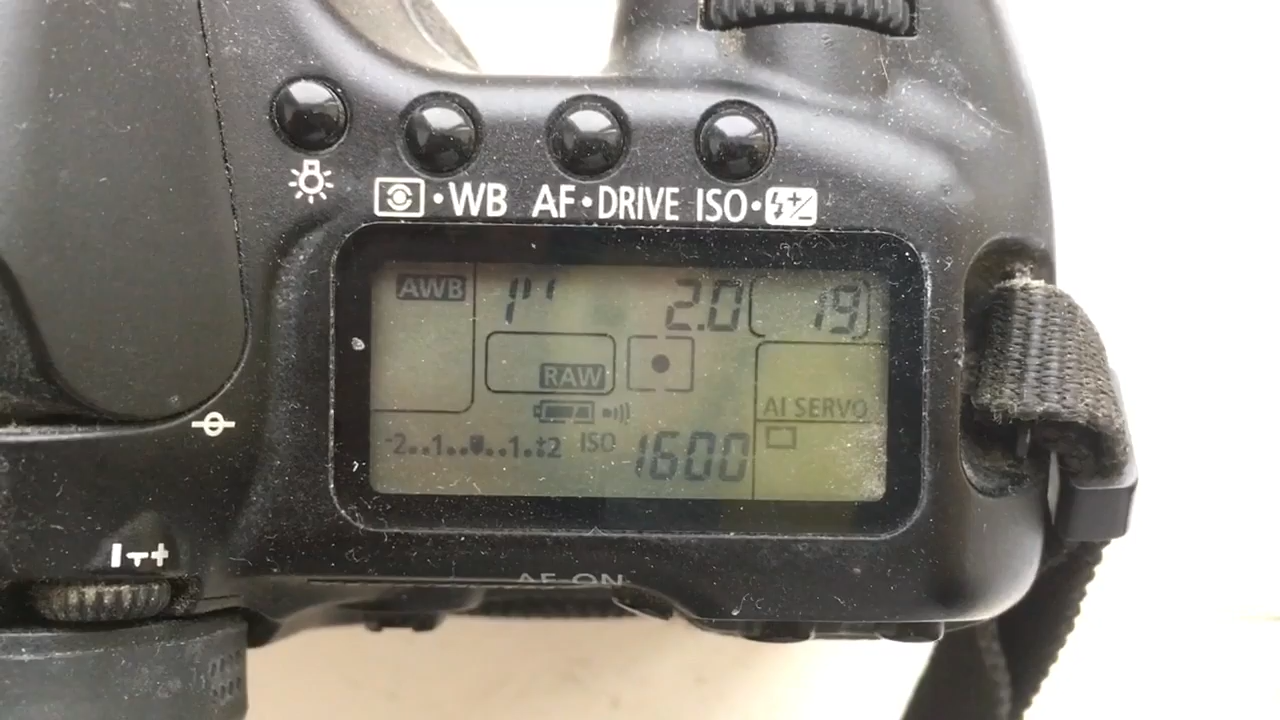 WB AF•DRIVE ISO•
AWB 1" 2.0 19
RAW
AI SERVO
-2..1..0..1.:2 ISO 1600
AF-ON